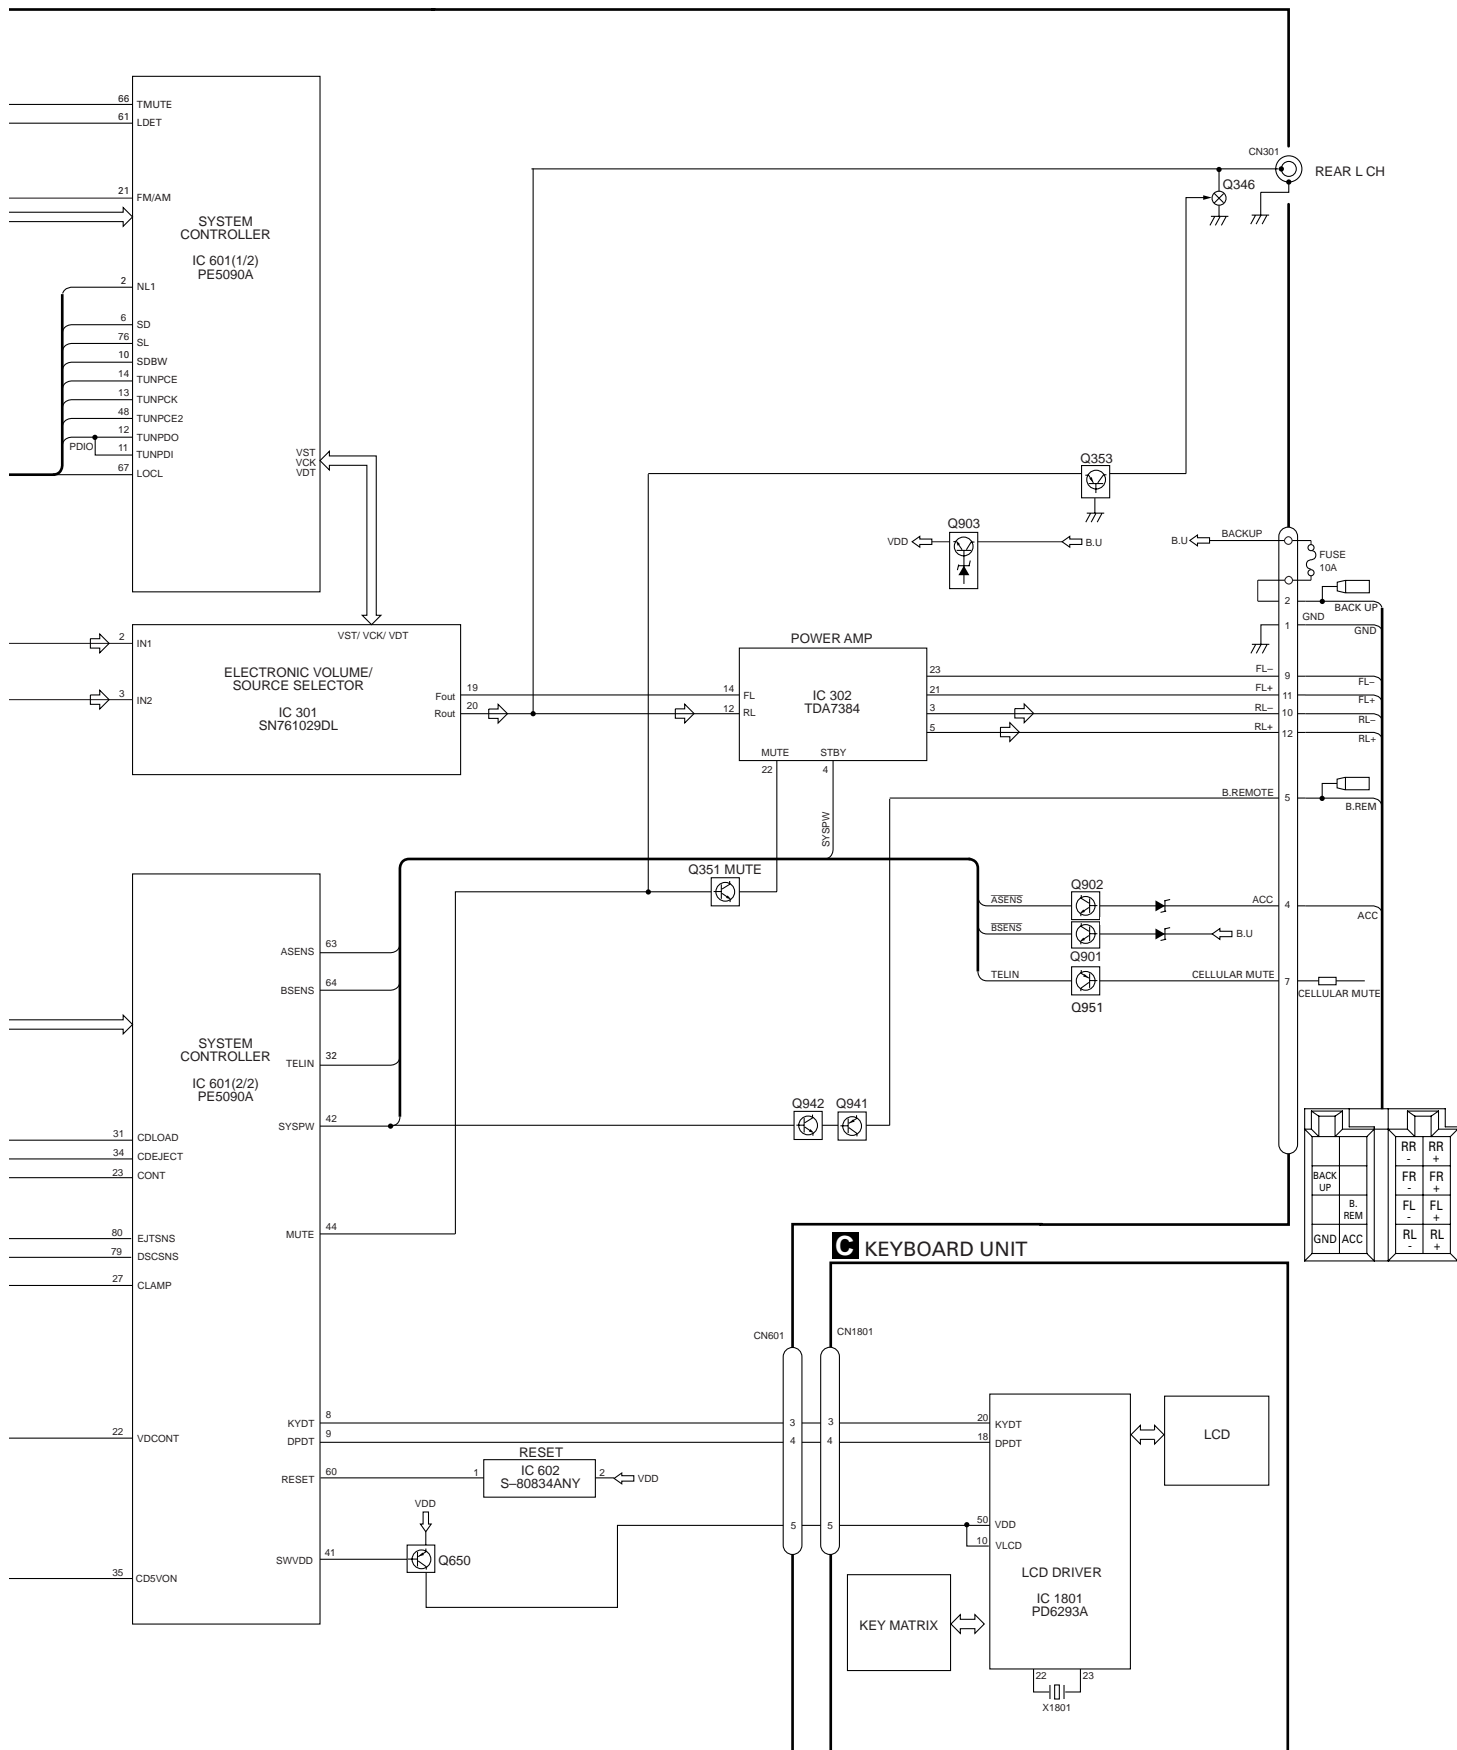 CN301
REAR L CH
Q346
66
TMUTE
61
LDET
21
FM/AM
SYSTEM
CONTROLLER
IC 601(1/2)
PE5090A
2
NL1
6
SD
76
SL
10
SDBW
14
TUNPCE
13
TUNPCK
48
TUNPCE2
12
TUNPDO
PDIO
11
TUNPDI
67
LOCL
VST
VCK
VDT
Q353
Q903
VDD
B.U
B.U
BACKUP
FUSE
10A
2
BACK UP
GND
1
GND
VST/ VCK/ VDT
2
IN1
3
IN2
ELECTRONIC VOLUME/
SOURCE SELECTOR
IC 301
SN761029DL
Fout
19
Rout
20
POWER AMP
14
FL
12
RL
IC 302
TDA7384
23
21
3
5
MUTE
STBY
22
4
FL–
9
FL–
FL+
11
FL+
RL–
10
RL–
RL+
12
RL+
B.REMOTE
5
B.REM
SYSPW
Q351 MUTE
Q902
ASENS
ACC
4
ACC
BSENS
B.U
Q901
TELIN
CELLULAR MUTE
7
CELLULAR MUTE
Q951
ASENS
63
BSENS
64
SYSTEM
CONTROLLER
IC 601(2/2)
PE5090A
TELIN
32
SYSPW
42
Q942
Q941
31
CDLOAD
34
CDEJECT
23
CONT
80
EJTSNS
79
DSCSNS
27
CLAMP
MUTE
44
RR
-
RR
+
BACK
UP
FR
-
FR
+
B.
REM
FL
-
FL
+
GND
ACC
RL
-
RL
+
C KEYBOARD UNIT
CN601
CN1801
22
VDCONT
KYDT
8
3
3
20
KYDT
DPDT
9
4
4
18
DPDT
LCD
RESET
RESET
60
1
IC 602
S–80834ANY
2
VDD
VDD
5
5
50
VDD
10
VLCD
SWVDD
41
Q650
35
CD5VON
LCD DRIVER
IC 1801
PD6293A
KEY MATRIX
22
23
X1801